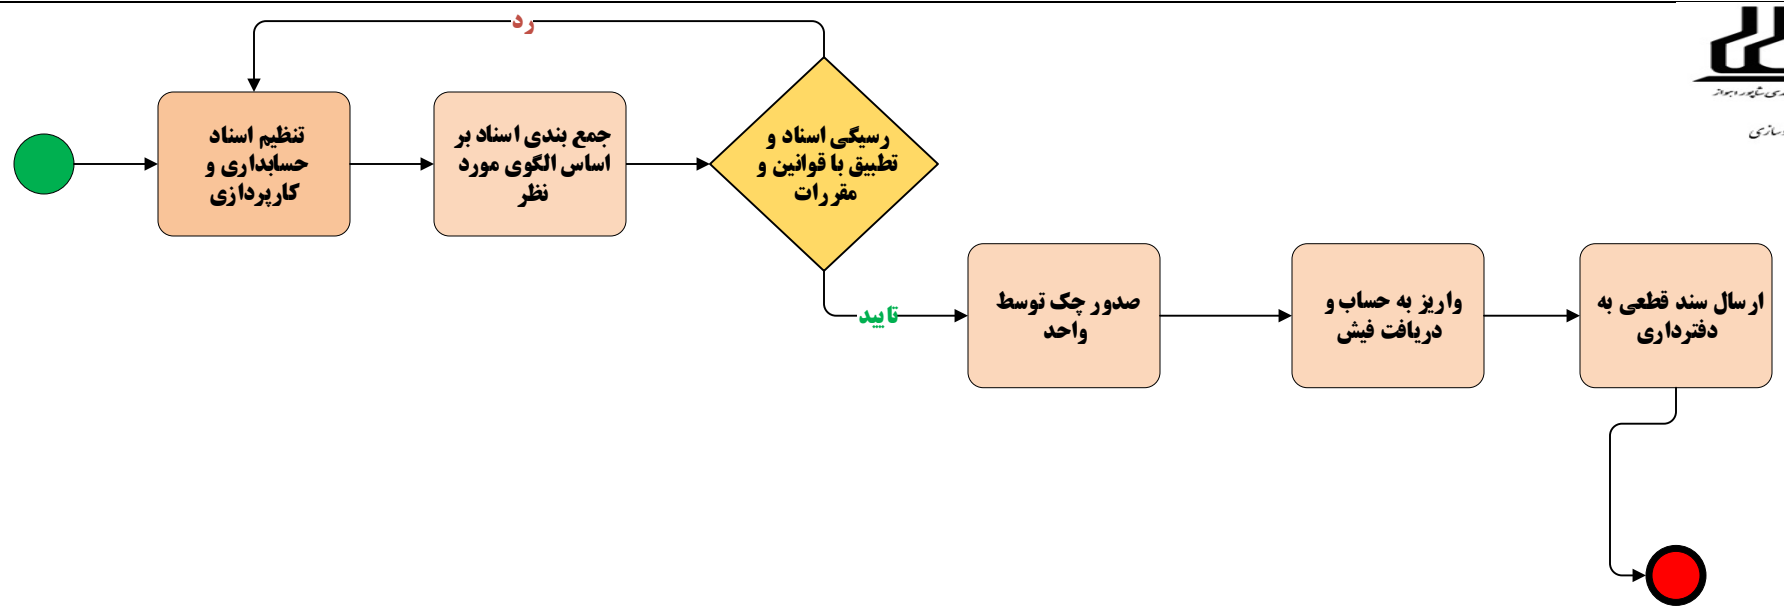 رد
تنظیم اسناد
حسابداری و
کارپردازی
جمع بندی اسناد بر
اساس الگوی مورد
نظر
رسیگی اسناد و
تطبیق با قوانین و
مقررات
تایید
صدور چک توسط
واحد
واریز به حساب و
دریافت فیش
ارسال سند قطعی به
دفترداری